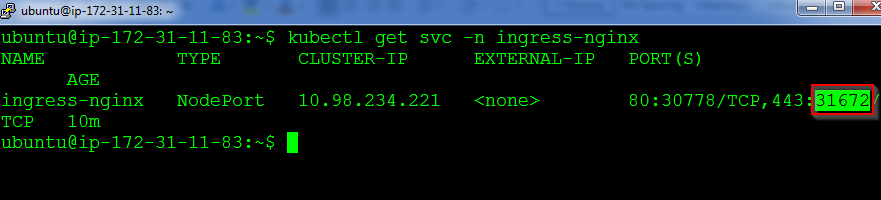 ubuntu@ip-172-31-11-83: ~
ubuntu@ip-172-31-11-83:~$ kubectl get svc -n ingress-nginx
NAME TYPE CLUSTER-IP EXTERNAL-IP PORT(S)
AGE
ingress-nginx NodePort 10.98.234.221 <none> 80:30778/TCP,443:31672/
TCP 10m
ubuntu@ip-172-31-11-83:~$